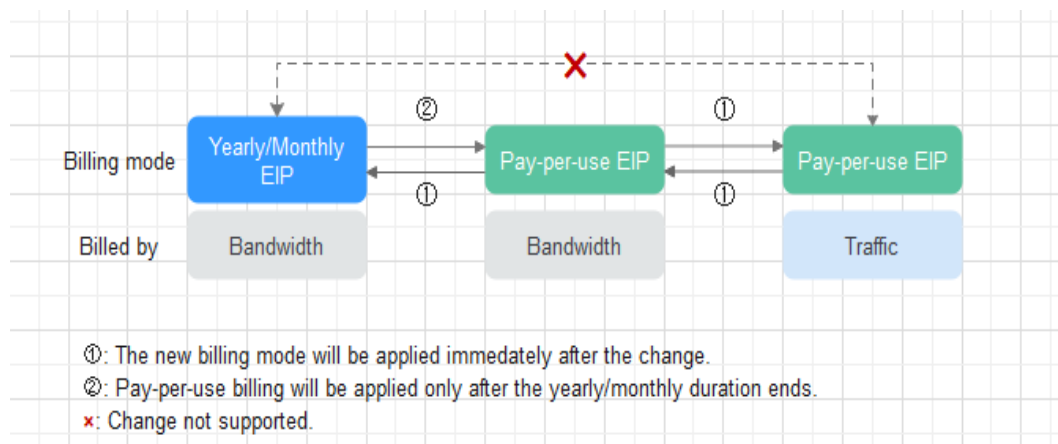 ②
①
Billing mode
Yearly/Monthly
EIP
Pay-per-use EIP
Pay-per-use EIP
①
①
Billed by
Bandwidth
Bandwidth
Traffic
①: The new billing mode will be applied immedately after the change.
②: Pay-per-use billing will be applied only after the yearly/monthly duration ends.
×: Change not supported.